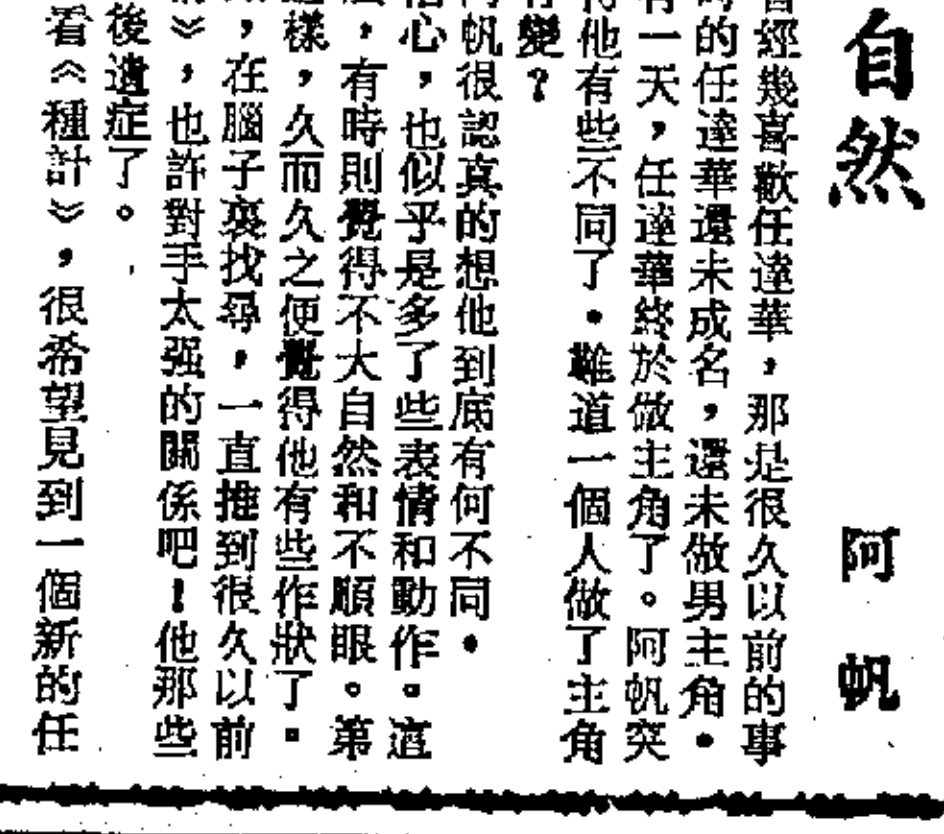 自然
阿帆
曾經幾喜歡任達華，那是很久以前的事
時的任達華還未成名，還未做男主角。
有一天，任達華終於做主角了。阿帆突
得他有些不同了。難道一個人做了主角
有變？
阿帆很認真的想他到底有何不同。
信心，也似乎是多了些表情和動作。這
，有時則覺得不大自然和不順眼。第
這樣，久而久之便覺得他有些作狀了。
，在腦子裏找尋，一直推到很久以前
》，也許對手太强的關係吧！他那些
後遺症了。
看《種計》，很希望見到一個新的任